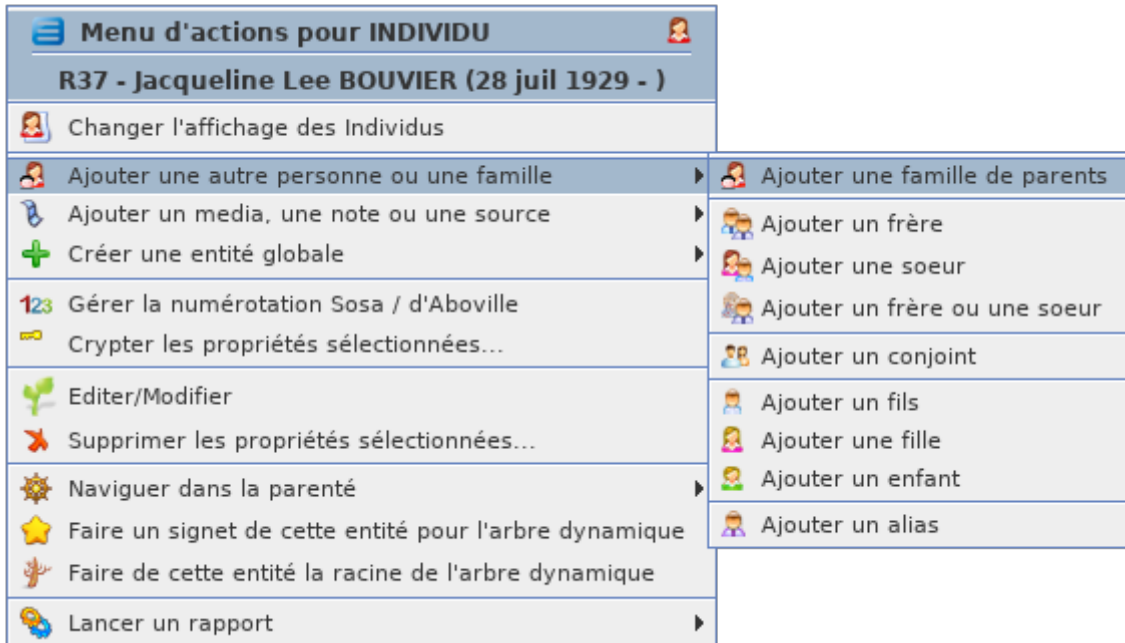 Menu d'actions pour INDIVIDU
R37 - Jacqueline Lee BOUVIER (28 juil 1929 - )
Changer l'affichage des Individus
Ajouter une autre personne ou une famille
Ajouter un media, une note ou une source
Créer une entité globale
123 Gérer la numérotation Sosa / d'Aboville
Crypter les propriétés sélectionnées...
Editer/Modifier
Supprimer les propriétés sélectionnées...
Naviguer dans la parenté
Faire un signet de cette entité pour l'arbre dynamique
Faire de cette entité la racine de l'arbre dynamique
Lancer un rapport
Ajouter une famille de parents
Ajouter un frère
Ajouter une soeur
Ajouter un frère ou une soeur
Ajouter un conjoint
Ajouter un fils
Ajouter une fille
Ajouter un enfant
Ajouter un alias